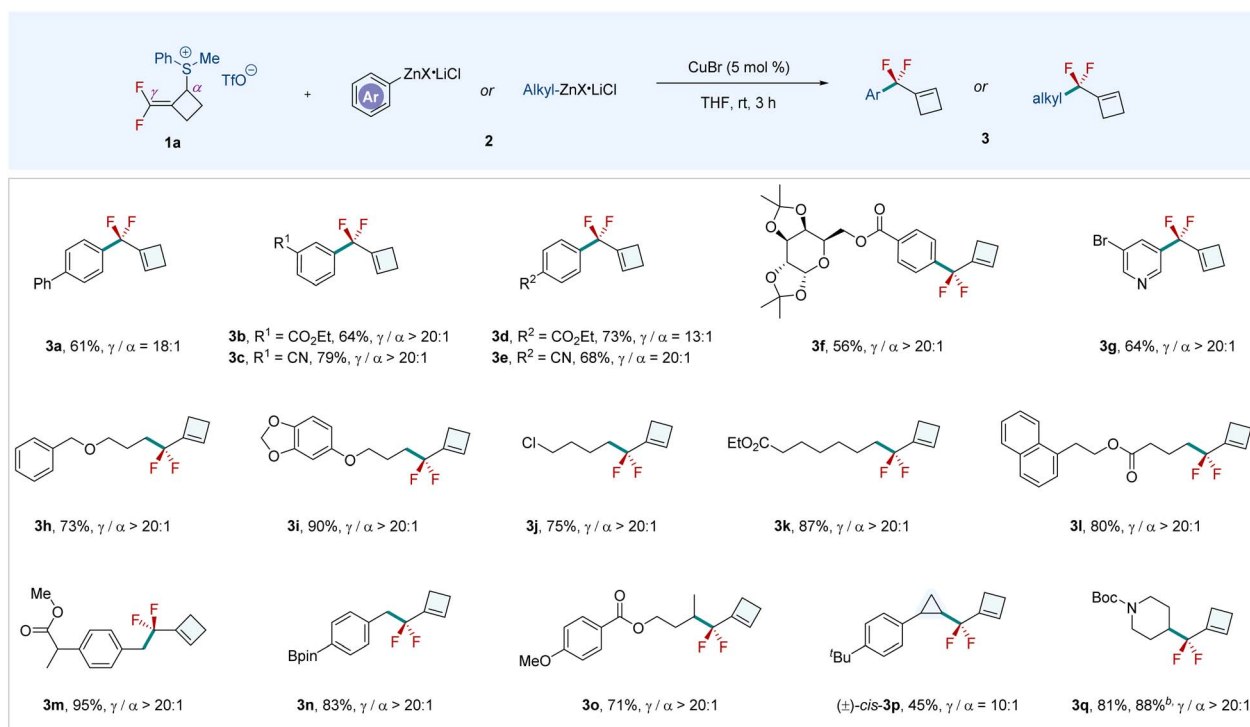 Ph ⊕ Me
S
TfO⊖
α
F γ
F
1a
+
ZnX•LiCl
Ar
or
Alkyl-ZnX•LiCl
2
CuBr (5 mol %)
THF, rt, 3 h
F F
Ar
or
F F
alkyl
3
F F
Ph
3a, 61%, γ / α = 18:1
R¹
F F
3b, R¹ = CO₂Et, 64%, γ / α > 20:1
3c, R¹ = CN, 79%, γ / α > 20:1
F F
R²
3d, R² = CO₂Et, 73%, γ / α = 13:1
3e, R² = CN, 68%, γ / α = 20:1
O O O O O O O
F F
3f, 56%, γ / α > 20:1
Br
F F
N
3g, 64%, γ / α > 20:1
O
F F
3h, 73%, γ / α > 20:1
O
O
O
F F
3i, 90%, γ / α > 20:1
Cl
F F
3j, 75%, γ / α > 20:1
EtO₂C
F F
3k, 87%, γ / α > 20:1
O
O
F F
3l, 80%, γ / α > 20:1
Me
O
O
F
F
3m, 95%, γ / α > 20:1
Bpin
F F
3n, 83%, γ / α > 20:1
O
O
MeO
F F
3o, 71%, γ / α > 20:1
ᵗBu
F F
(±)-cis-3p, 45%, γ / α = 10:1
Boc
N
F F
3q, 81%, 88%ᵇ, γ / α > 20:1